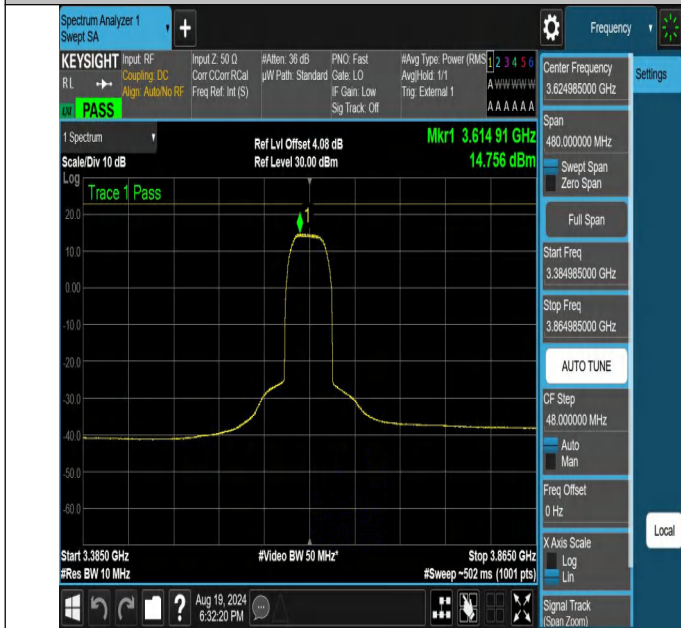 Spectrum Analyzer 1
Swept SA
+
Frequency
KEYSIGHT
RL
PASS
Input: RF
Coupling: DC
Align: Auto/No RF
Input Z: 50 Ω
Corr CCorr RCal
Freq Ref: Int (S)
#Atten: 36 dB
µW Path: Standard
PNO: Fast
Gate: LO
IF Gain: Low
Sig Track: Off
#Avg Type: Power (RMS
Avg|Hold: 1/1
Trig: External 1
1 2 3 4 5 6
A W W W W W
A A A A A A
1 Spectrum
Scale/Div 10 dB
Log
Ref Lvl Offset 4.08 dB
Ref Level 30.00 dBm
Mkr1 3.614 91 GHz
14.756 dBm
Trace 1 Pass
1
20.0
10.0
0.00
-10.0
-20.0
-30.0
-40.0
-50.0
-60.0
Start 3.3850 GHz
#Res BW 10 MHz
#Video BW 50 MHz*
Stop 3.8650 GHz
#Sweep ~502 ms (1001 pts)
?
Aug 19, 2024
6:32:20 PM
Center Frequency
3.624985000 GHz
Settings
Span
480.000000 MHz
Swept Span
Zero Span
Full Span
Start Freq
3.384985000 GHz
Stop Freq
3.864985000 GHz
AUTO TUNE
CF Step
48.000000 MHz
Auto
Man
Freq Offset
0 Hz
Local
X Axis Scale
Log
Lin
Signal Track
(Span Zoom)